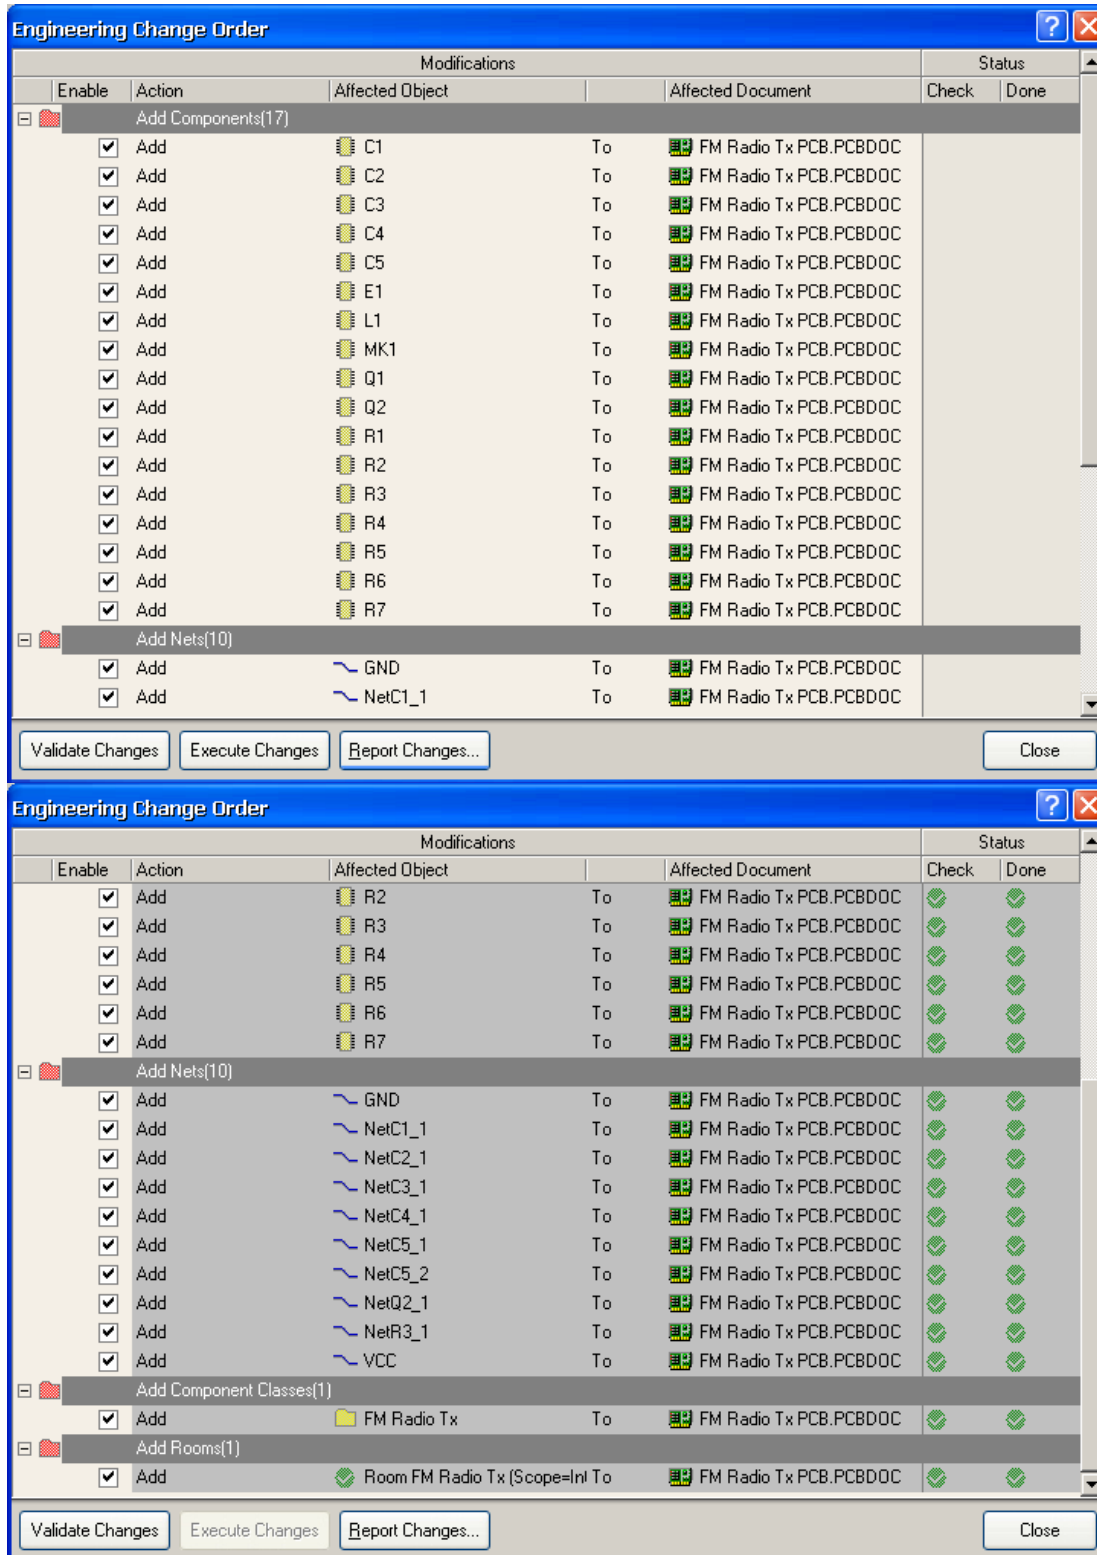 Engineering Change Order
Modifications Status
Enable Action Affected Object Affected Document Check Done
Add Components(17)
Add C1 To FM Radio Tx PCB.PCBDOC
Add C2 To FM Radio Tx PCB.PCBDOC
Add C3 To FM Radio Tx PCB.PCBDOC
Add C4 To FM Radio Tx PCB.PCBDOC
Add C5 To FM Radio Tx PCB.PCBDOC
Add E1 To FM Radio Tx PCB.PCBDOC
Add L1 To FM Radio Tx PCB.PCBDOC
Add MK1 To FM Radio Tx PCB.PCBDOC
Add Q1 To FM Radio Tx PCB.PCBDOC
Add Q2 To FM Radio Tx PCB.PCBDOC
Add R1 To FM Radio Tx PCB.PCBDOC
Add R2 To FM Radio Tx PCB.PCBDOC
Add R3 To FM Radio Tx PCB.PCBDOC
Add R4 To FM Radio Tx PCB.PCBDOC
Add R5 To FM Radio Tx PCB.PCBDOC
Add R6 To FM Radio Tx PCB.PCBDOC
Add R7 To FM Radio Tx PCB.PCBDOC
Add Nets(10)
Add GND To FM Radio Tx PCB.PCBDOC
Add NetC1_1 To FM Radio Tx PCB.PCBDOC
Validate Changes Execute Changes Report Changes... Close
Engineering Change Order
Modifications Status
Enable Action Affected Object Affected Document Check Done
Add R2 To FM Radio Tx PCB.PCBDOC
Add R3 To FM Radio Tx PCB.PCBDOC
Add R4 To FM Radio Tx PCB.PCBDOC
Add R5 To FM Radio Tx PCB.PCBDOC
Add R6 To FM Radio Tx PCB.PCBDOC
Add R7 To FM Radio Tx PCB.PCBDOC
Add Nets(10)
Add GND To FM Radio Tx PCB.PCBDOC
Add NetC1_1 To FM Radio Tx PCB.PCBDOC
Add NetC2_1 To FM Radio Tx PCB.PCBDOC
Add NetC3_1 To FM Radio Tx PCB.PCBDOC
Add NetC4_1 To FM Radio Tx PCB.PCBDOC
Add NetC5_1 To FM Radio Tx PCB.PCBDOC
Add NetC5_2 To FM Radio Tx PCB.PCBDOC
Add NetQ2_1 To FM Radio Tx PCB.PCBDOC
Add NetR3_1 To FM Radio Tx PCB.PCBDOC
Add VCC To FM Radio Tx PCB.PCBDOC
Add Component Classes(1)
Add FM Radio Tx To FM Radio Tx PCB.PCBDOC
Add Rooms(1)
Add Room FM Radio Tx (Scope=In To FM Radio Tx PCB.PCBDOC
Validate Changes Execute Changes Report Changes... Close